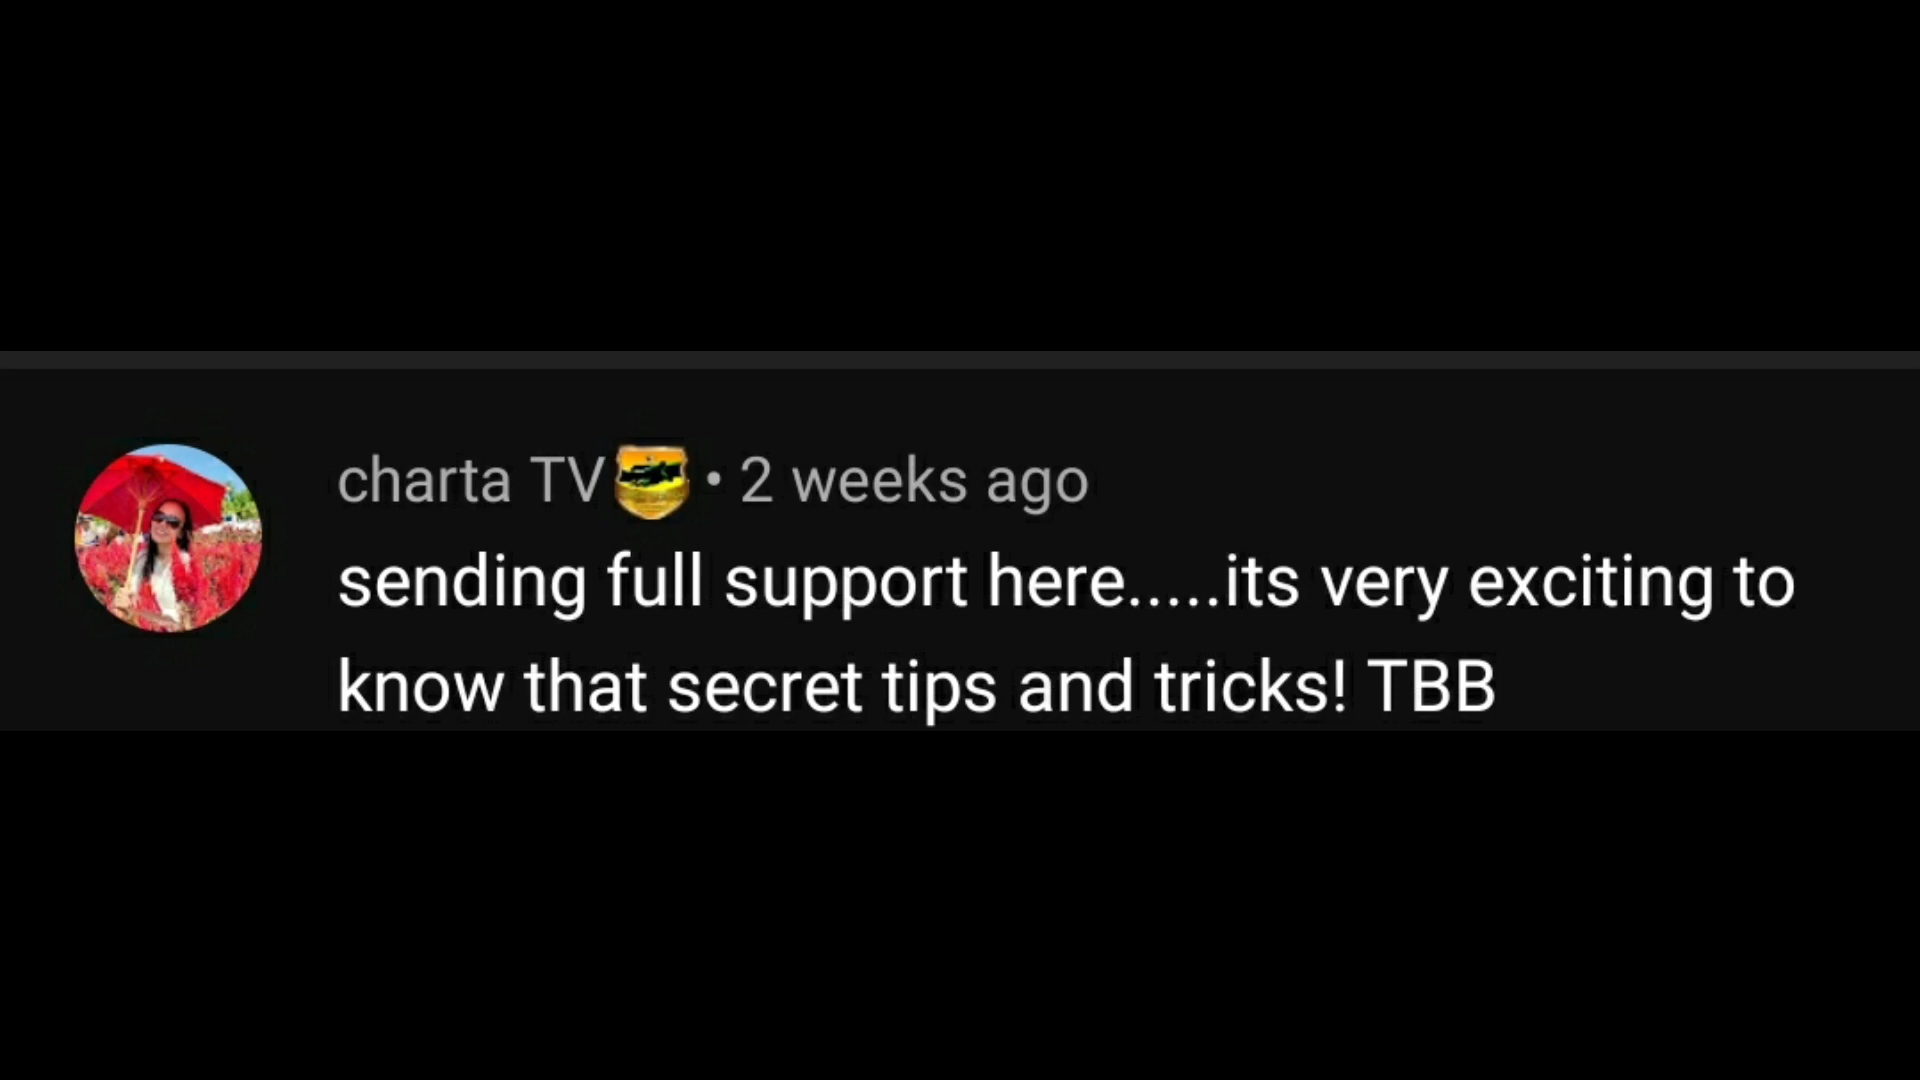 charta TV • 2 weeks ago
sending full support here.....its very exciting to
know that secret tips and tricks! TBB